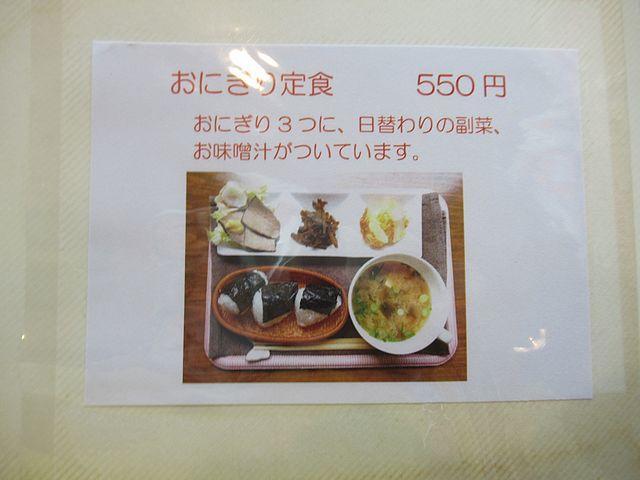 おにぎり定食　550円
おにぎり3つに、日替わりの副菜、
お味噌汁がついています。